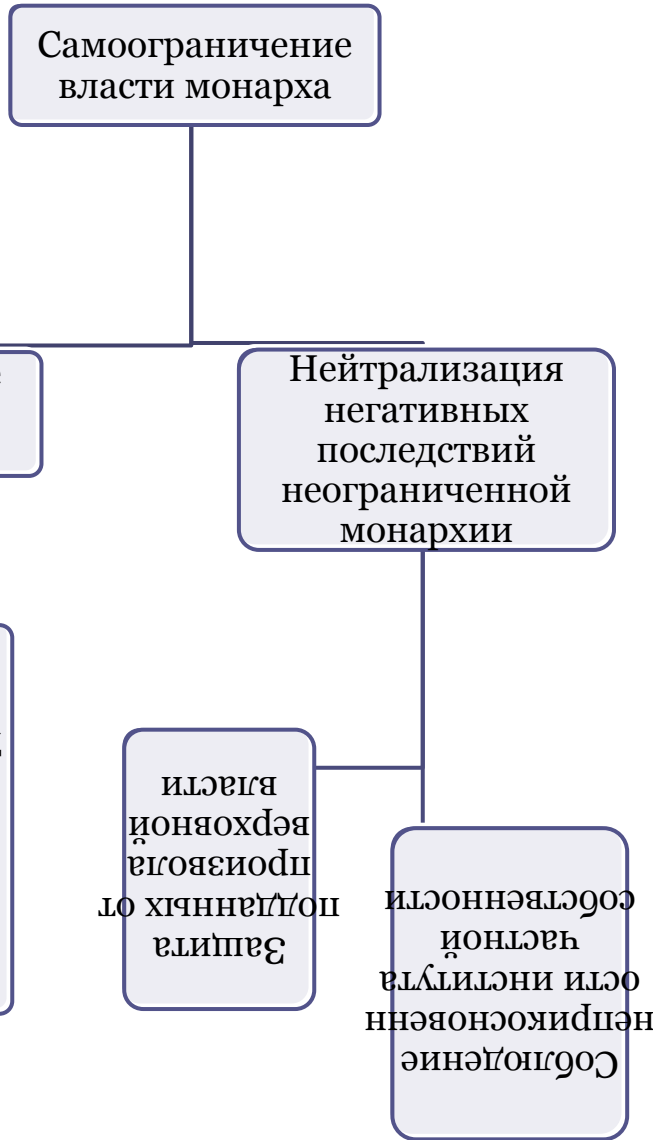 Самоограничение
власти монарха
Нейтрализация
негативных
последствий
неограниченной
монархии
Защита
подданных от
произвола
верховной
власти
Соблюдение
неприкосновенн
ости института
частной
собственности